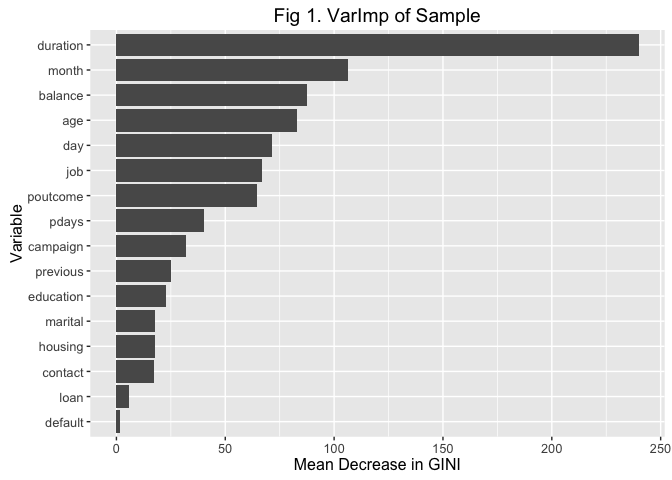 Fig 1. VarImp of Sample
Variable
duration
month
balance
age
day
job
poutcome
pdays
campaign
previous
education
marital
housing
contact
loan
default
0 50 100 150 200 250
Mean Decrease in GINI